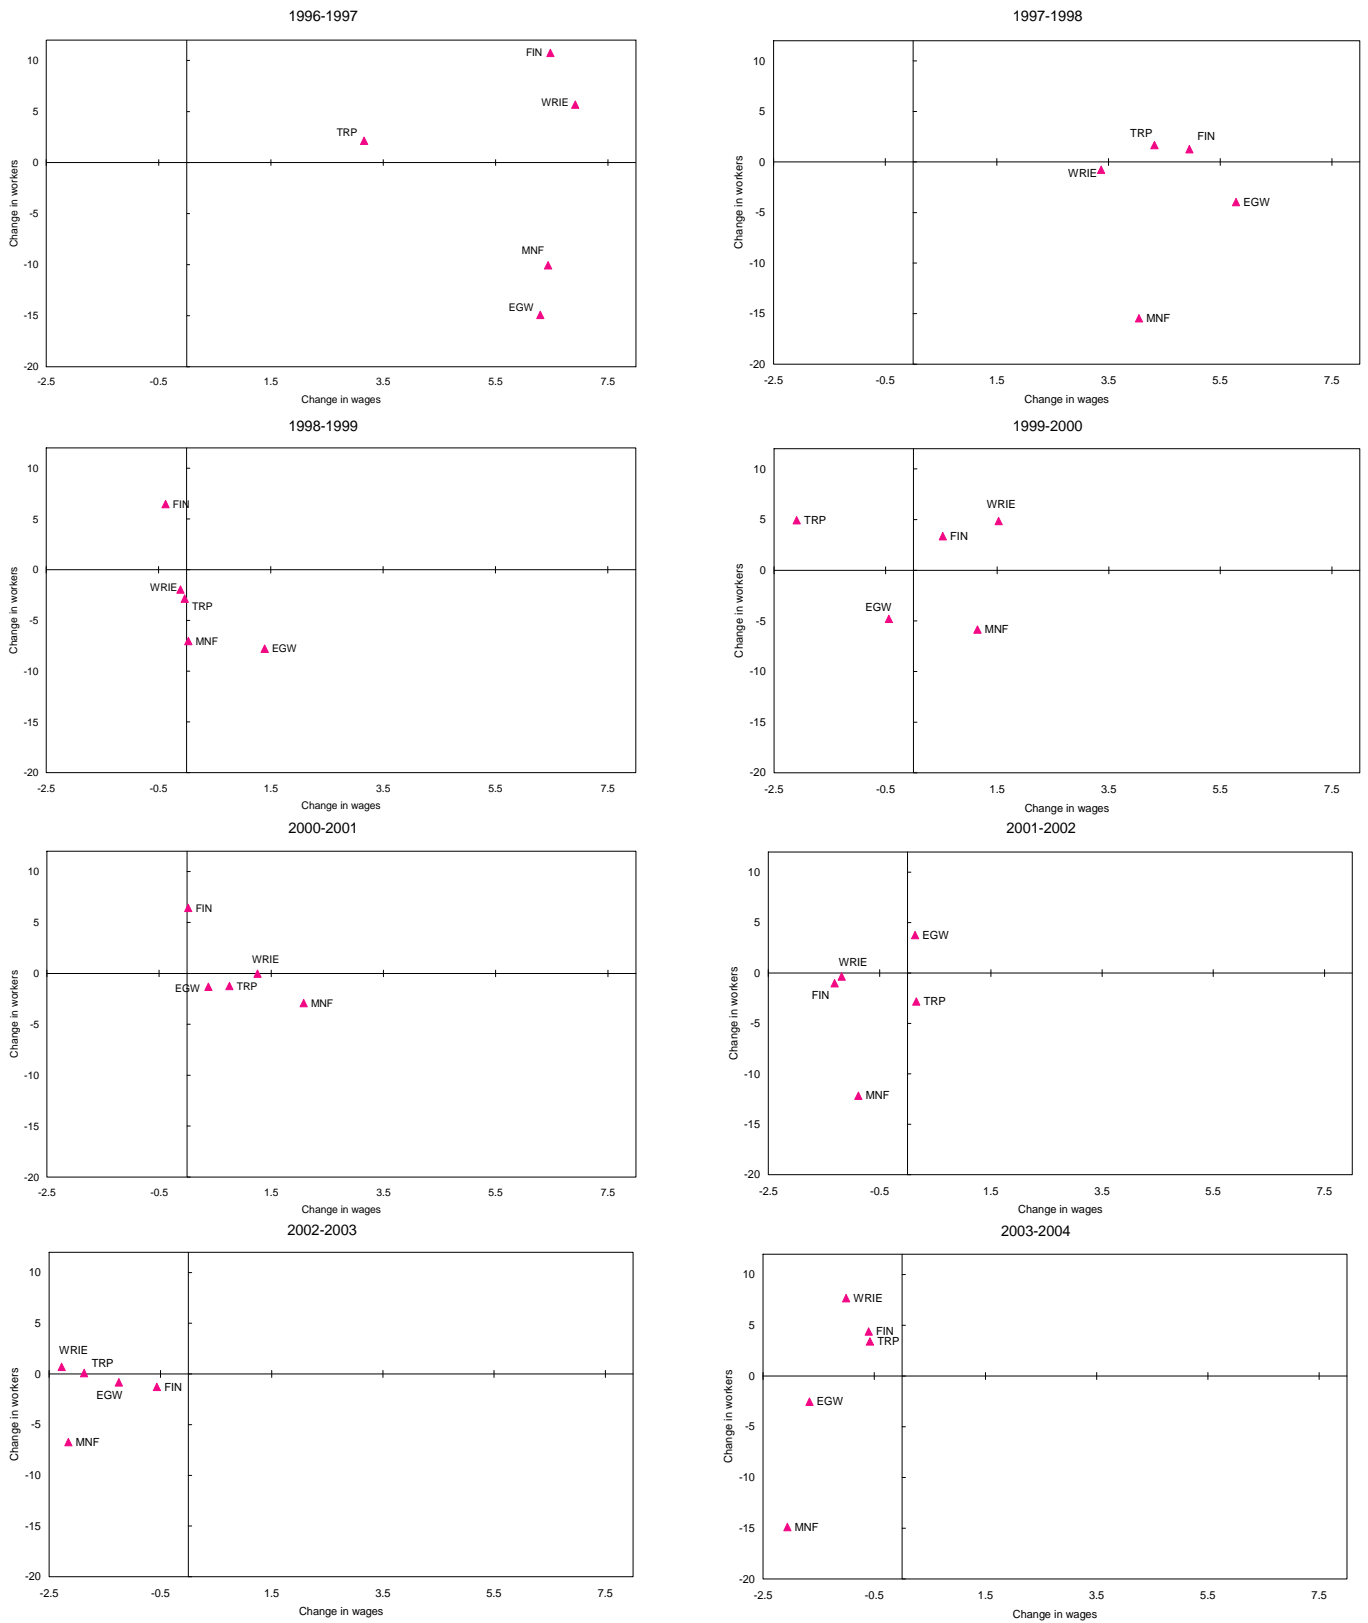 1996-1997
10
5
0
-5
-10
-15
-20
-2.5 -0.5 1.5 3.5 5.5 7.5
Change in workers
Change in wages
FIN
WRIE
TRP
MNF
EGW
1997-1998
10
5
0
-5
-10
-15
-20
-2.5 -0.5 1.5 3.5 5.5 7.5
Change in workers
Change in wages
TRP
FIN
WRIE
EGW
MNF
1998-1999
10
5
0
-5
-10
-15
-20
-2.5 -0.5 1.5 3.5 5.5 7.5
Change in workers
Change in wages
FIN
WRIE
TRP
MNF
EGW
1999-2000
10
5
0
-5
-10
-15
-20
-2.5 -0.5 1.5 3.5 5.5 7.5
Change in workers
Change in wages
WRIE
TRP
FIN
EGW
MNF
2000-2001
10
5
0
-5
-10
-15
-20
-2.5 -0.5 1.5 3.5 5.5 7.5
Change in workers
Change in wages
FIN
WRIE
EGW
TRP
MNF
2001-2002
10
5
0
-5
-10
-15
-20
-2.5 -0.5 1.5 3.5 5.5 7.5
Change in workers
Change in wages
EGW
WRIE
FIN
TRP
MNF
2002-2003
10
5
0
-5
-10
-15
-20
-2.5 -0.5 1.5 3.5 5.5 7.5
Change in workers
Change in wages
WRIE
TRP
EGW
FIN
MNF
2003-2004
10
5
0
-5
-10
-15
-20
-2.5 -0.5 1.5 3.5 5.5 7.5
Change in workers
Change in wages
WRIE
FIN
TRP
EGW
MNF